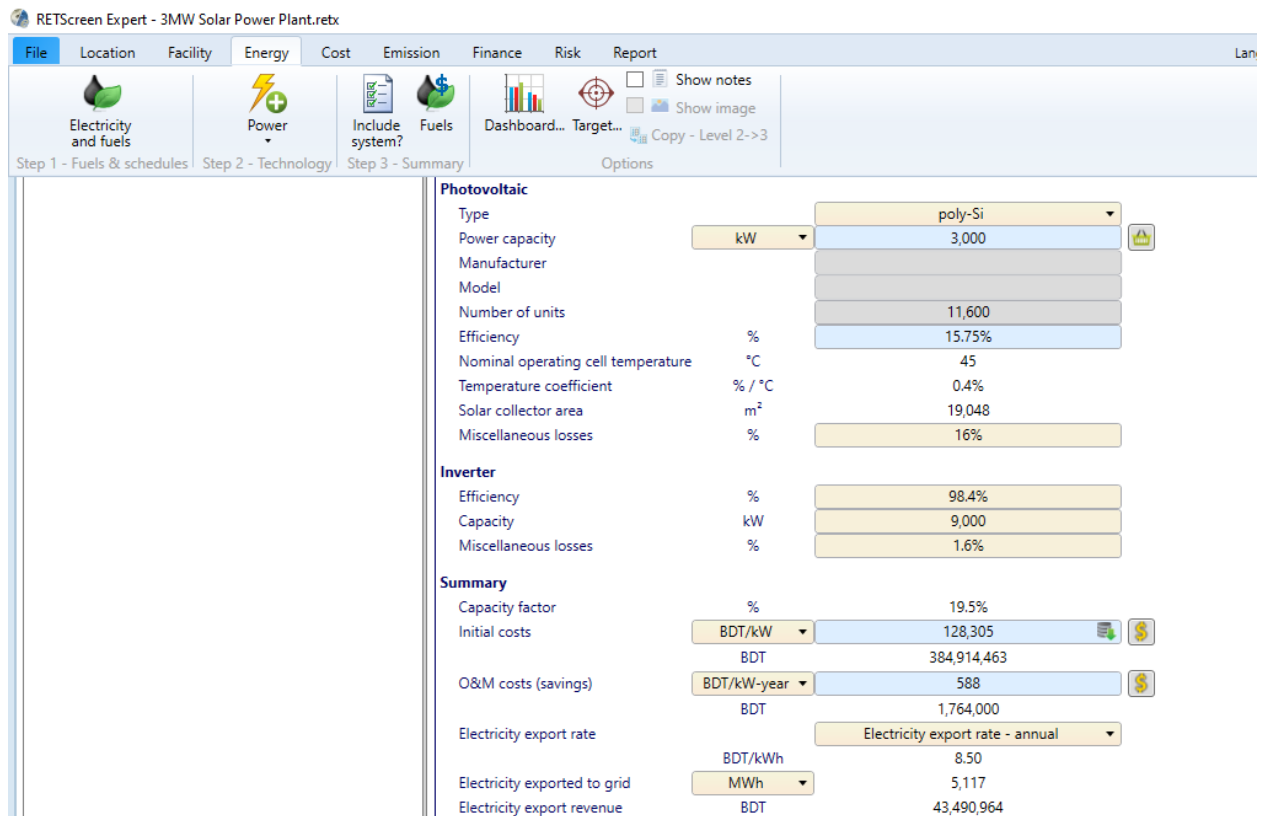 RETScreen Expert - 3MW Solar Power Plant.retx
File Location Facility Energy Cost Emission Finance Risk Report Lan
Show notes
Show image
Copy - Level 2->3
Electricity and fuels
Power
Include system?
Fuels
Dashboard...
Target...
Step 1 - Fuels & schedules Step 2 - Technology Step 3 - Summary Options
Photovoltaic
Type poly-Si
Power capacity kW 3,000
Manufacturer
Model
Number of units 11,600
Efficiency % 15.75%
Nominal operating cell temperature °C 45
Temperature coefficient % / °C 0.4%
Solar collector area m² 19,048
Miscellaneous losses % 16%
Inverter
Efficiency % 98.4%
Capacity kW 9,000
Miscellaneous losses % 1.6%
Summary
Capacity factor % 19.5%
Initial costs BDT/kW 128,305 $
BDT 384,914,463
O&M costs (savings) BDT/kW-year 588 $
BDT 1,764,000
Electricity export rate Electricity export rate - annual
BDT/kWh 8.50
Electricity exported to grid MWh 5,117
Electricity export revenue BDT 43,490,964